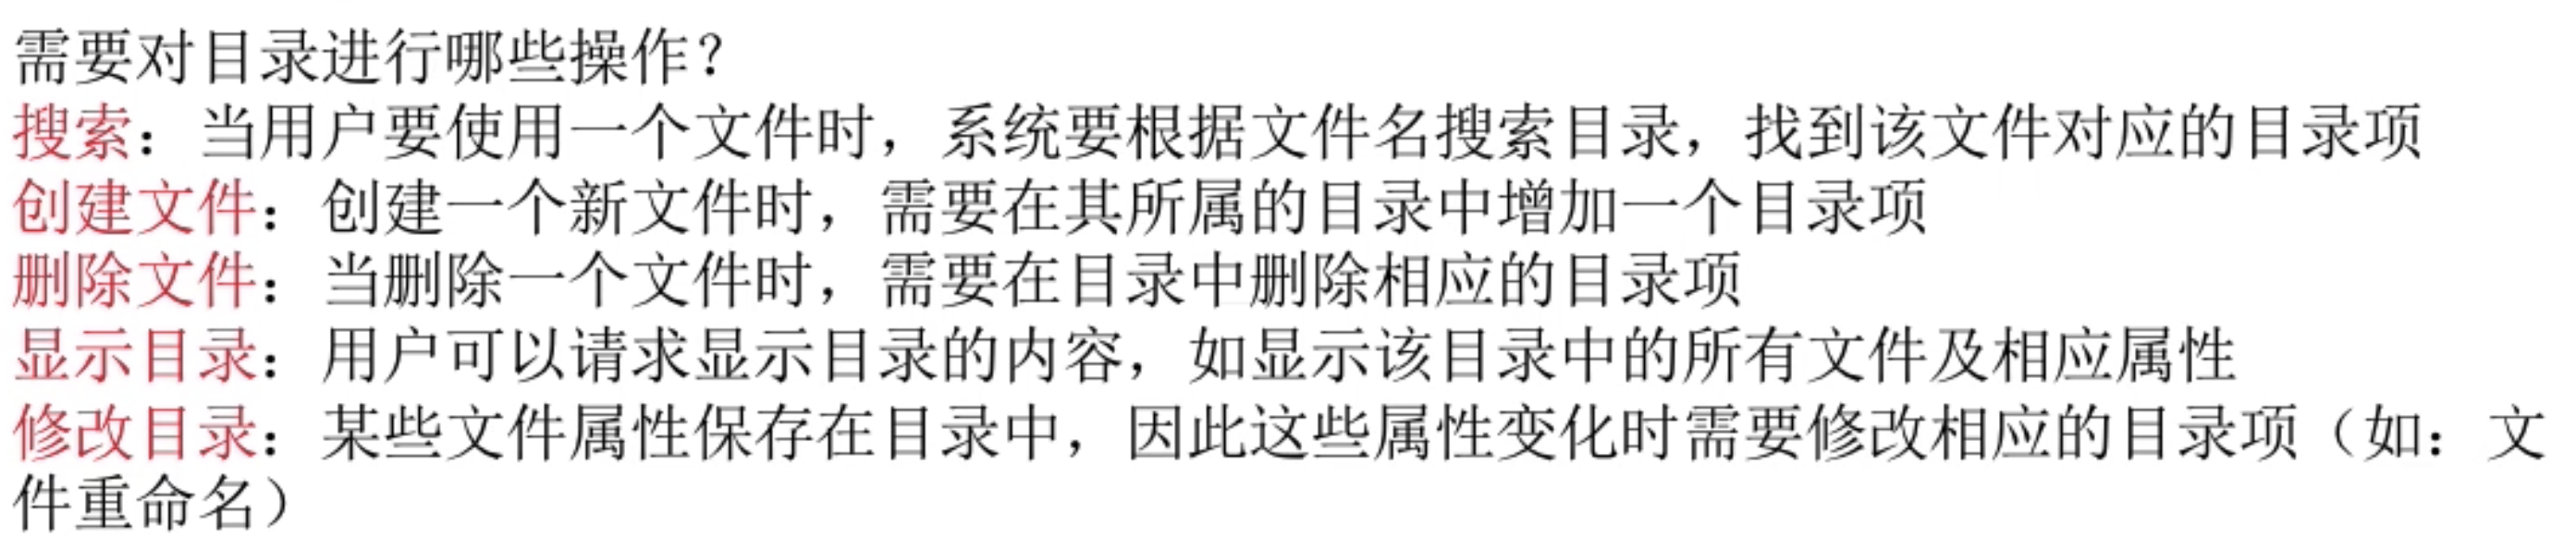 需要对目录进行哪些操作？
搜索：当用户要使用一个文件时，系统要根据文件名搜索目录，找到该文件对应的目录项
创建文件：创建一个新文件时，需要在其所属的目录中增加一个目录项
删除文件：当删除一个文件时，需要在目录中删除相应的目录项
显示目录：用户可以请求显示目录的内容，如显示该目录中的所有文件及相应属性
修改目录：某些文件属性保存在目录中，因此这些属性变化时需要修改相应的目录项（如：文
件重命名）